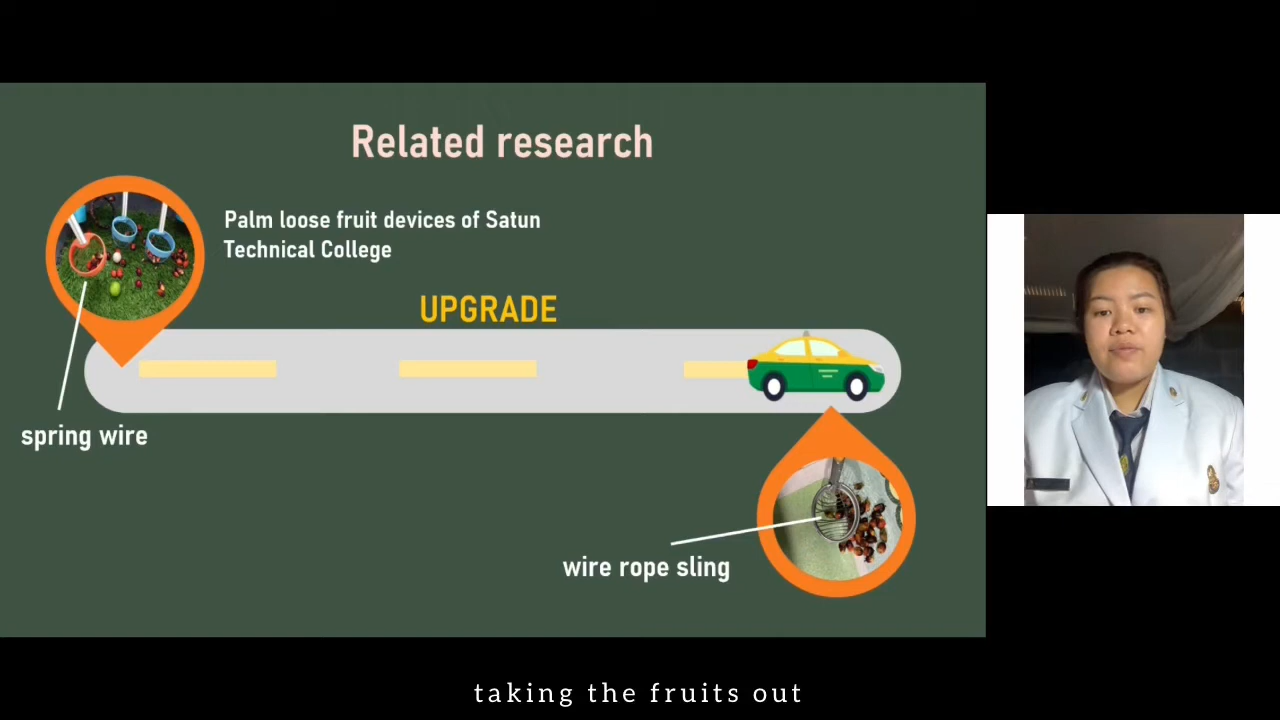 Related research
Palm loose fruit devices of Satun
Technical College
UPGRADE
spring wire
wire rope sling
taking the fruits out